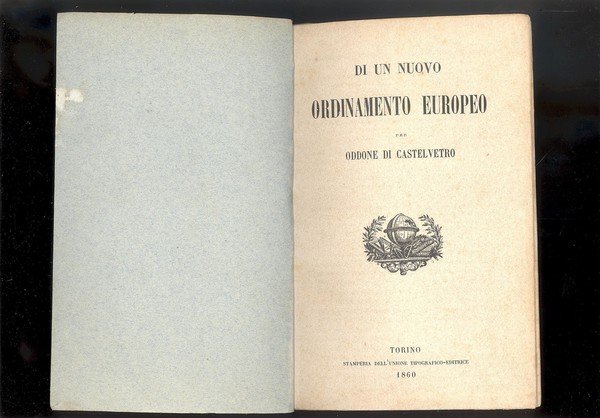 DI UN NUOVO
ORDINAMENTO EUROPEO
PER
ODDONE DI CASTELVETRO
TORINO
STAMPERIA DELL'UNIONE TIPOGRAFICO-EDITRICE
1860